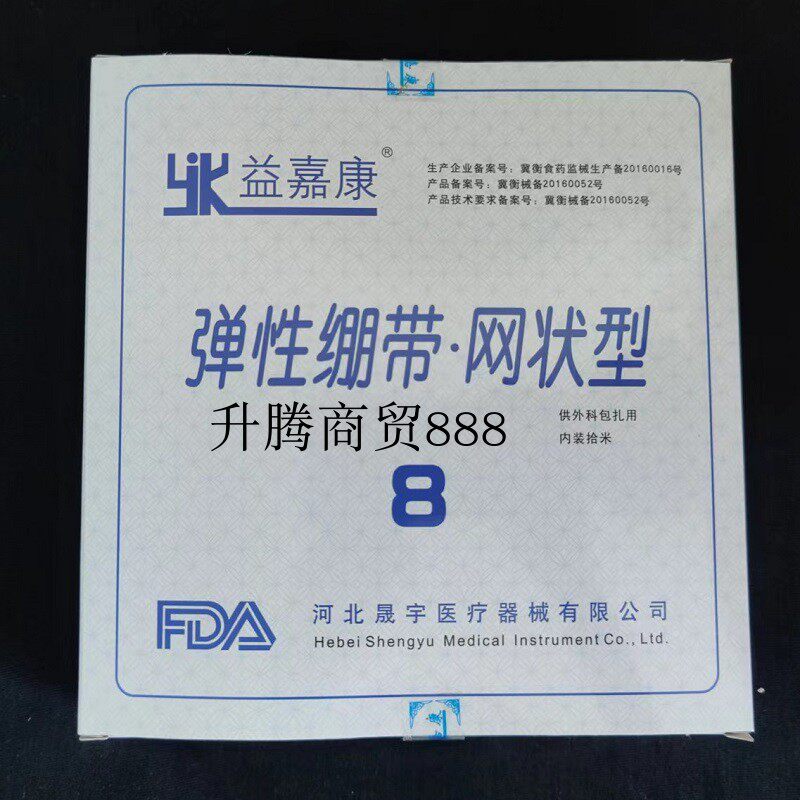 YJK 益嘉康®
生产企业备案号：冀衡食药监械生产备20160016号
产品备案号：冀衡械备20160052号
产品技术要求备案号：冀衡械备20160052号
弹性绷带·网状型
升腾商贸888
供外科包扎用
内装拾米
8
FDA
河北晟宇医疗器械有限公司
Hebei Shengyu Medical Instrument Co., Ltd.